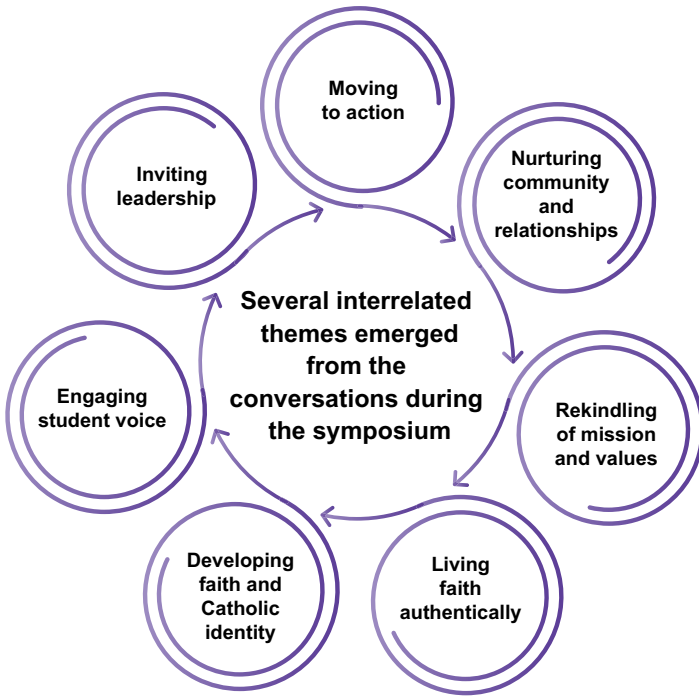 Moving
to action
Nurturing
community
and
relationships
Rekindling
of mission
and values
Living
faith
authentically
Developing
faith and
Catholic
identity
Engaging
student voice
Inviting
leadership
Several interrelated
themes emerged
from the
conversations during
the symposium